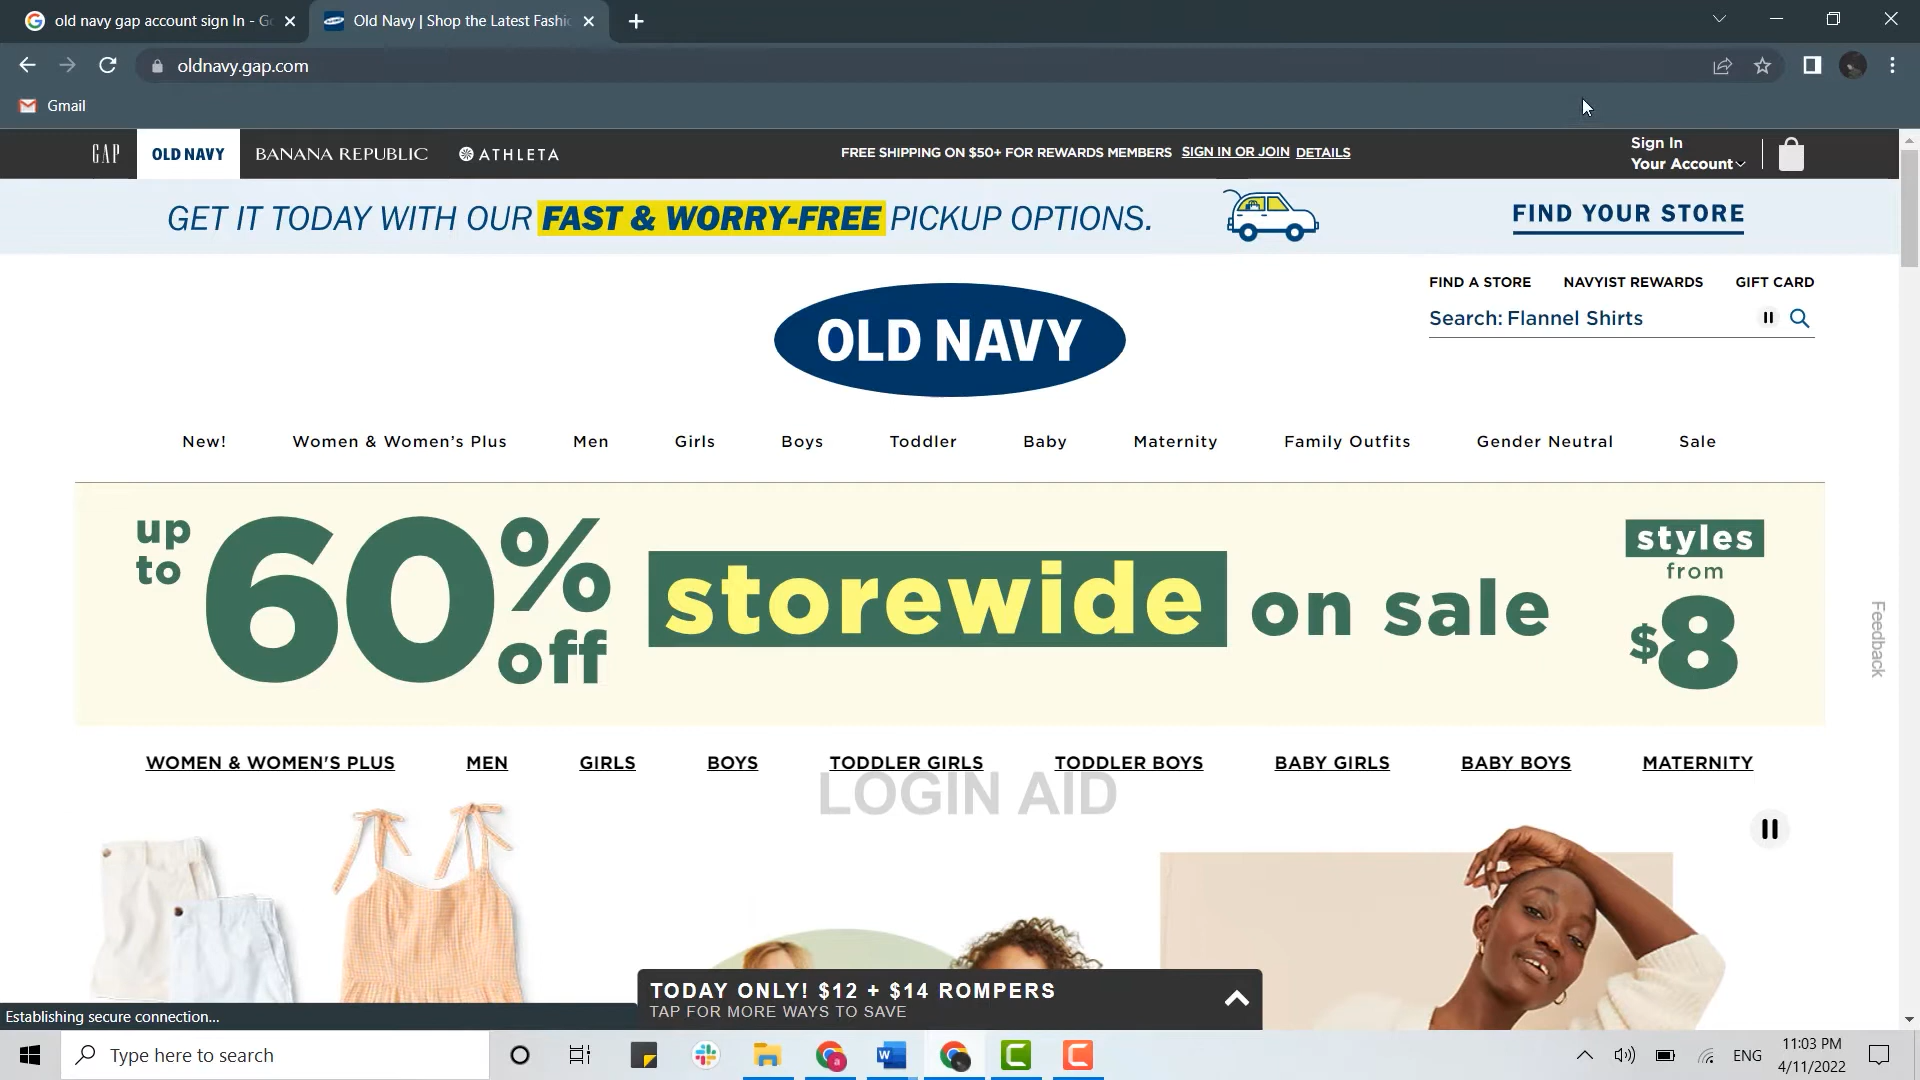 old navy gap account sign In - G
Old Navy | Shop the Latest Fashi
oldnavy.gap.com
Gmail
GAP
OLD NAVY
BANANA REPUBLIC
ATHLETA
FREE SHIPPING ON $50+ FOR REWARDS MEMBERS SIGN IN OR JOIN DETAILS
Sign In
Your Account
GET IT TODAY WITH OUR FAST & WORRY-FREE PICKUP OPTIONS.
FIND YOUR STORE
FIND A STORE NAVYIST REWARDS GIFT CARD
Search: Flannel Shirts
OLD NAVY
New! Women & Women's Plus Men Girls Boys Toddler Baby Maternity Family Outfits Gender Neutral Sale
up to 60% off storewide on sale
styles
from
$8
Feedback
WOMEN & WOMEN'S PLUS MEN GIRLS BOYS TODDLER GIRLS TODDLER BOYS BABY GIRLS BABY BOYS MATERNITY
LOGIN AID
TODAY ONLY! $12 + $14 ROMPERS
TAP FOR MORE WAYS TO SAVE
Establishing secure connection...
Type here to search
ENG
11:03 PM
4/11/2022